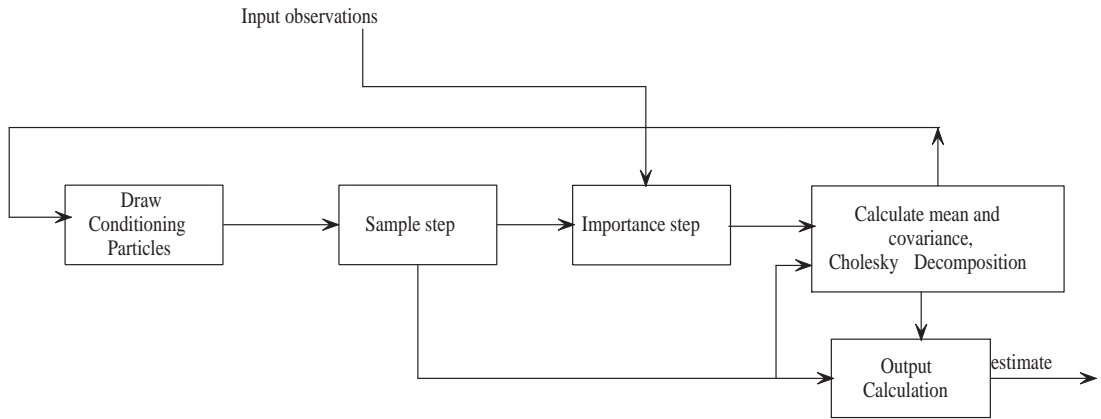 Input observations
Draw
Conditioning
Particles
Sample step
Importance step
Calculate mean and
covariance,
Cholesky Decomposition
Output
Calculation
estimate